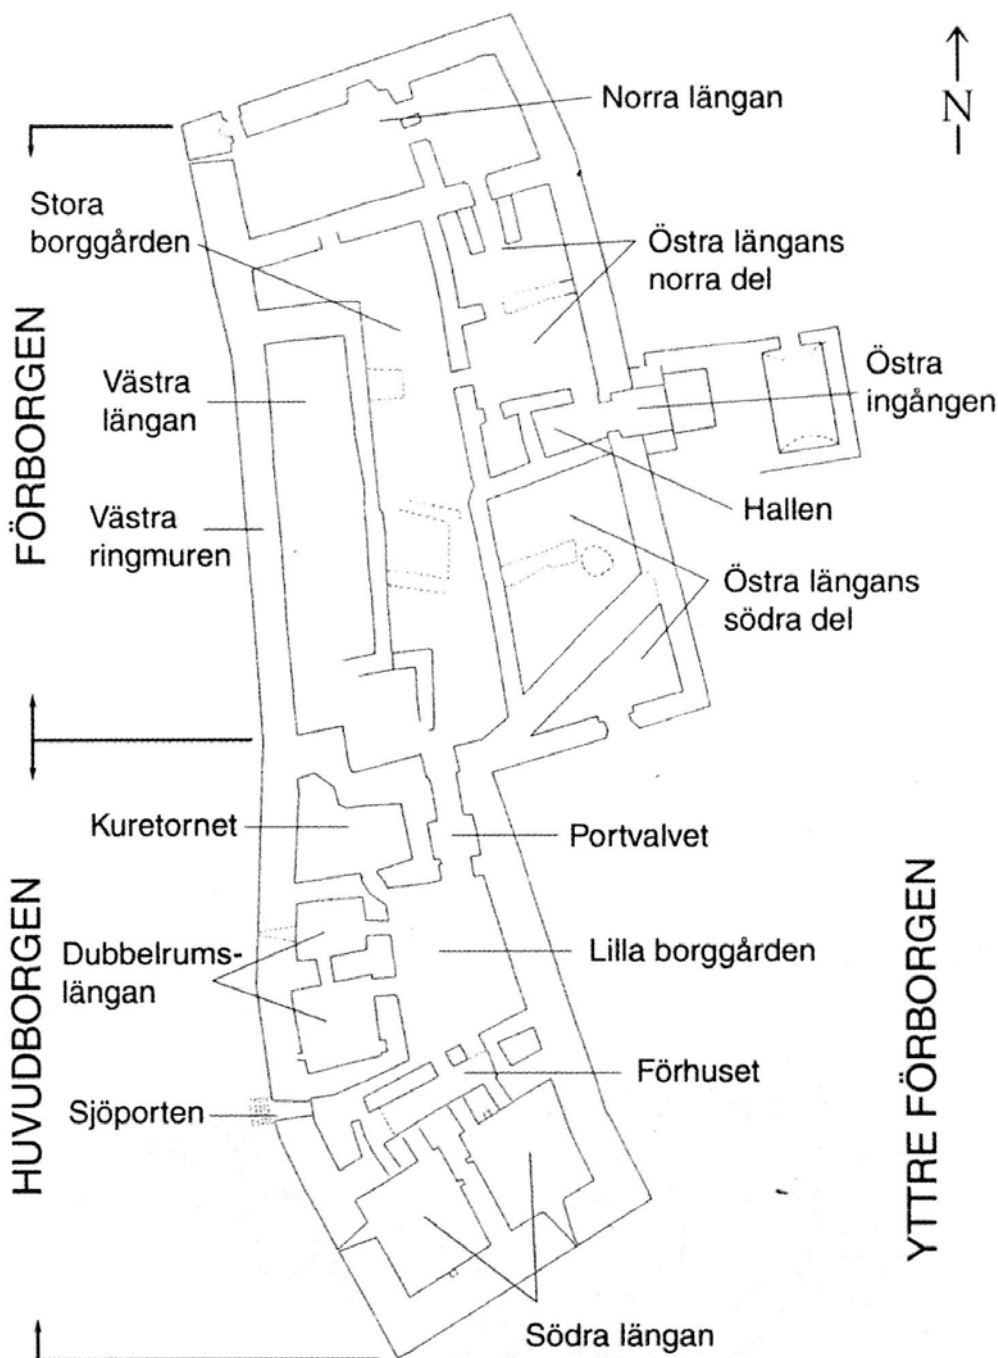 Norra längan
N
Stora
borggården
Östra längans
norra del
FÖRBORGEN
Västra
längan
Östra
ingången
Västra
ringmuren
Hallen
Östra längans
södra del
Kuretornet
Portvalvet
HUVUDBORGEN
Dubbelrums-
längan
Lilla borggården
YTTRE FÖRBORGEN
Förhuset
Sjöporten
Södra längan